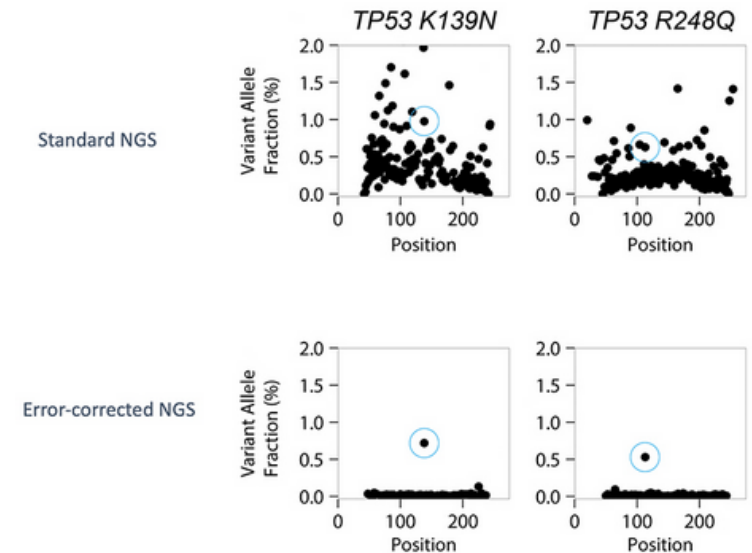 TP53 K139N
TP53 R248Q
Standard NGS
Variant Allele
Fraction (%)
2.0
1.5
1.0
0.5
0.0
0 100 200
Position
2.0
1.5
1.0
0.5
0.0
0 100 200
Position
Error-corrected NGS
Variant Allele
Fraction (%)
2.0
1.5
1.0
0.5
0.0
0 100 200
Position
2.0
1.5
1.0
0.5
0.0
0 100 200
Position